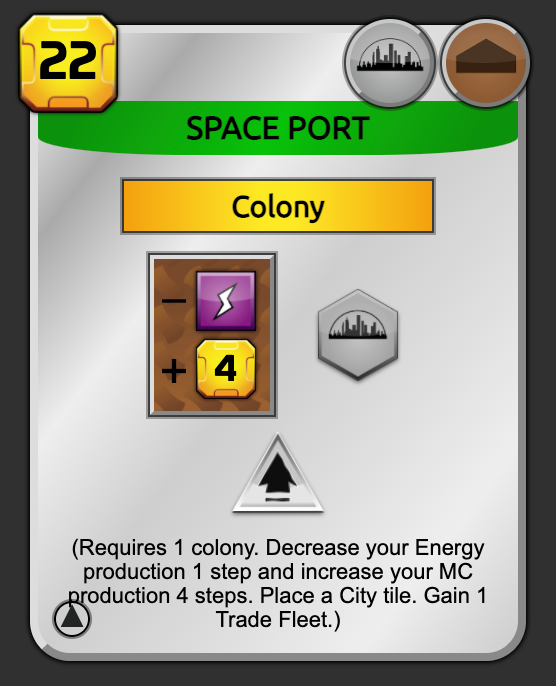 22
SPACE PORT
Colony
−
+ 4
(Requires 1 colony. Decrease your Energy
production 1 step and increase your MC
production 4 steps. Place a City tile. Gain 1
Trade Fleet.)